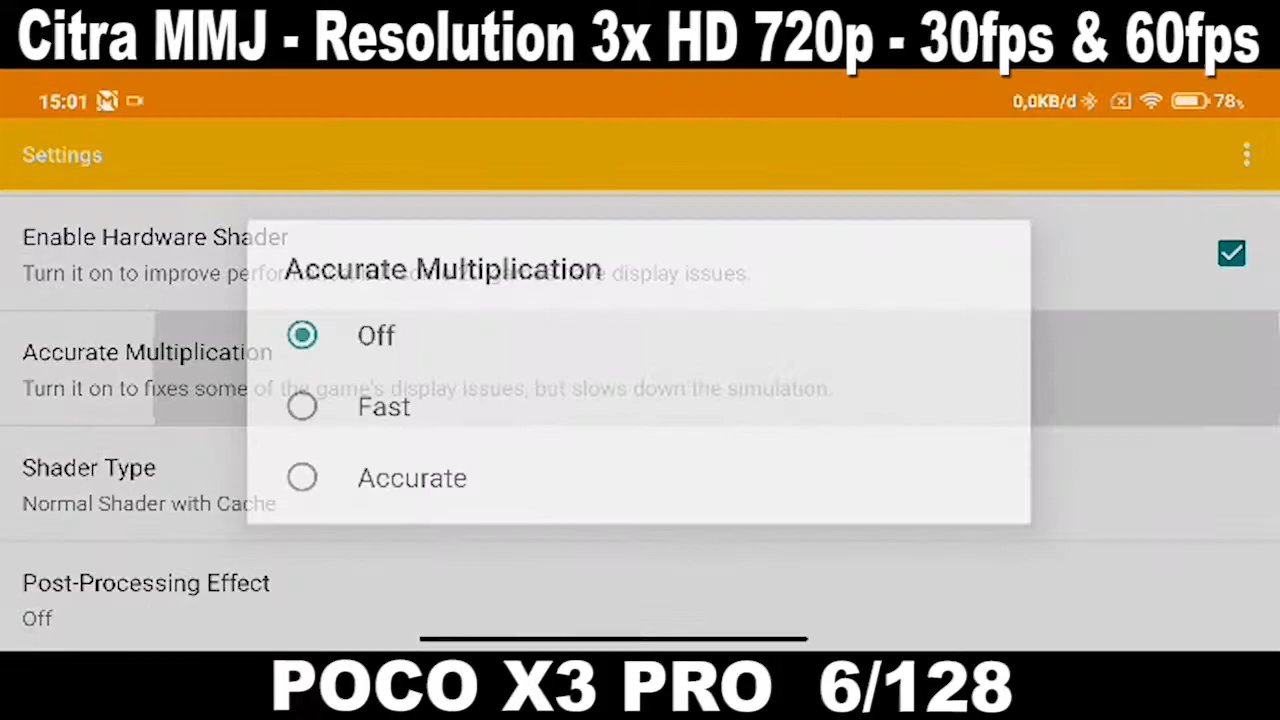 Citra MMJ - Resolution 3x HD 720p - 30fps & 60fps
15:01
0,0KB/d 78%
Settings
Enable Hardware Shader
Turn it on to improve display issues.
Accurate Multiplication
Off
Accurate Multiplication
Turn it on to fixes some of the game's display issues, but slows down the simulation.
Fast
Accurate
Shader Type
Normal Shader with Cache
Post-Processing Effect
Off
POCO X3 PRO 6/128